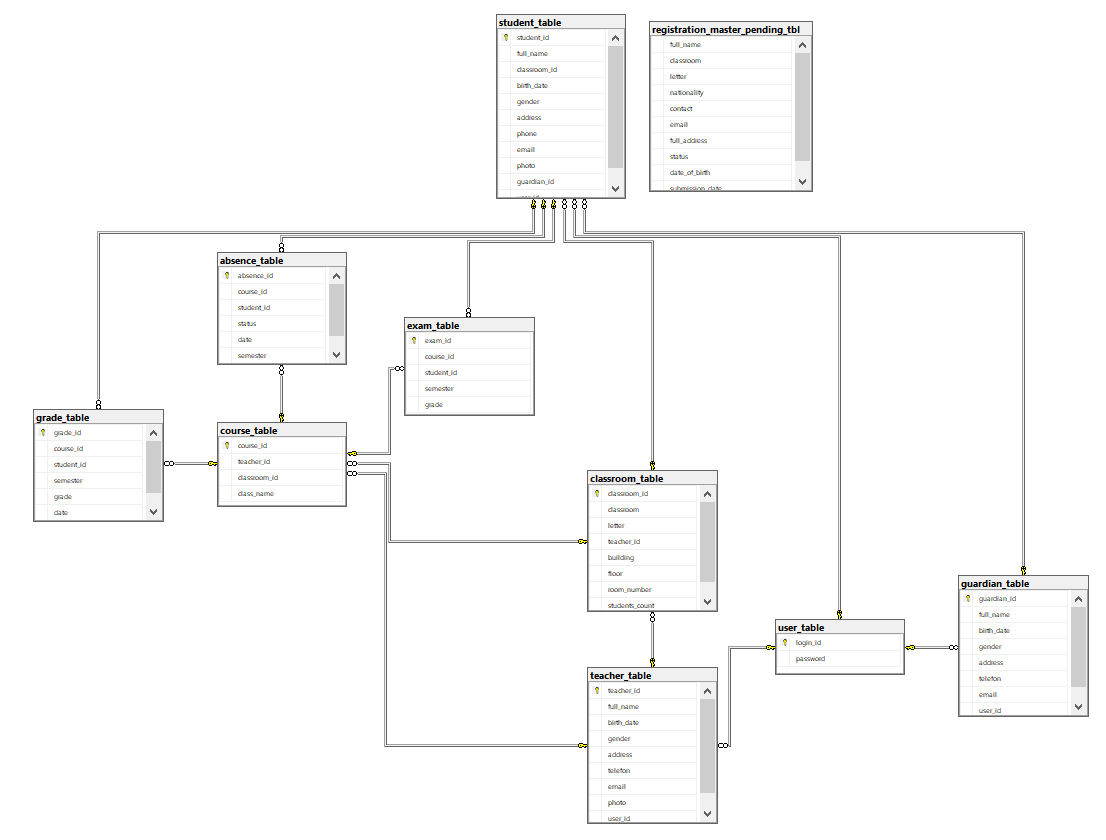 student_table
student_id
full_name
classroom_id
birth_date
gender
address
phone
email
photo
guardian_id
registration_master_pending_tbl
full_name
classroom
letter
nationality
contact
email
full_address
status
date_of_birth
submission_date
absence_table
absence_id
course_id
student_id
status
date
semester
exam_table
exam_id
course_id
student_id
semester
grade
grade_table
grade_id
course_id
student_id
semester
grade
date
course_table
course_id
teacher_id
classroom_id
class_name
classroom_table
classroom_id
classroom
letter
teacher_id
building
floor
room_number
students_count
guardian_table
guardian_id
full_name
birth_date
gender
address
telefon
email
user_id
user_table
login_id
password
teacher_table
teacher_id
full_name
birth_date
gender
address
telefon
email
photo
user_id